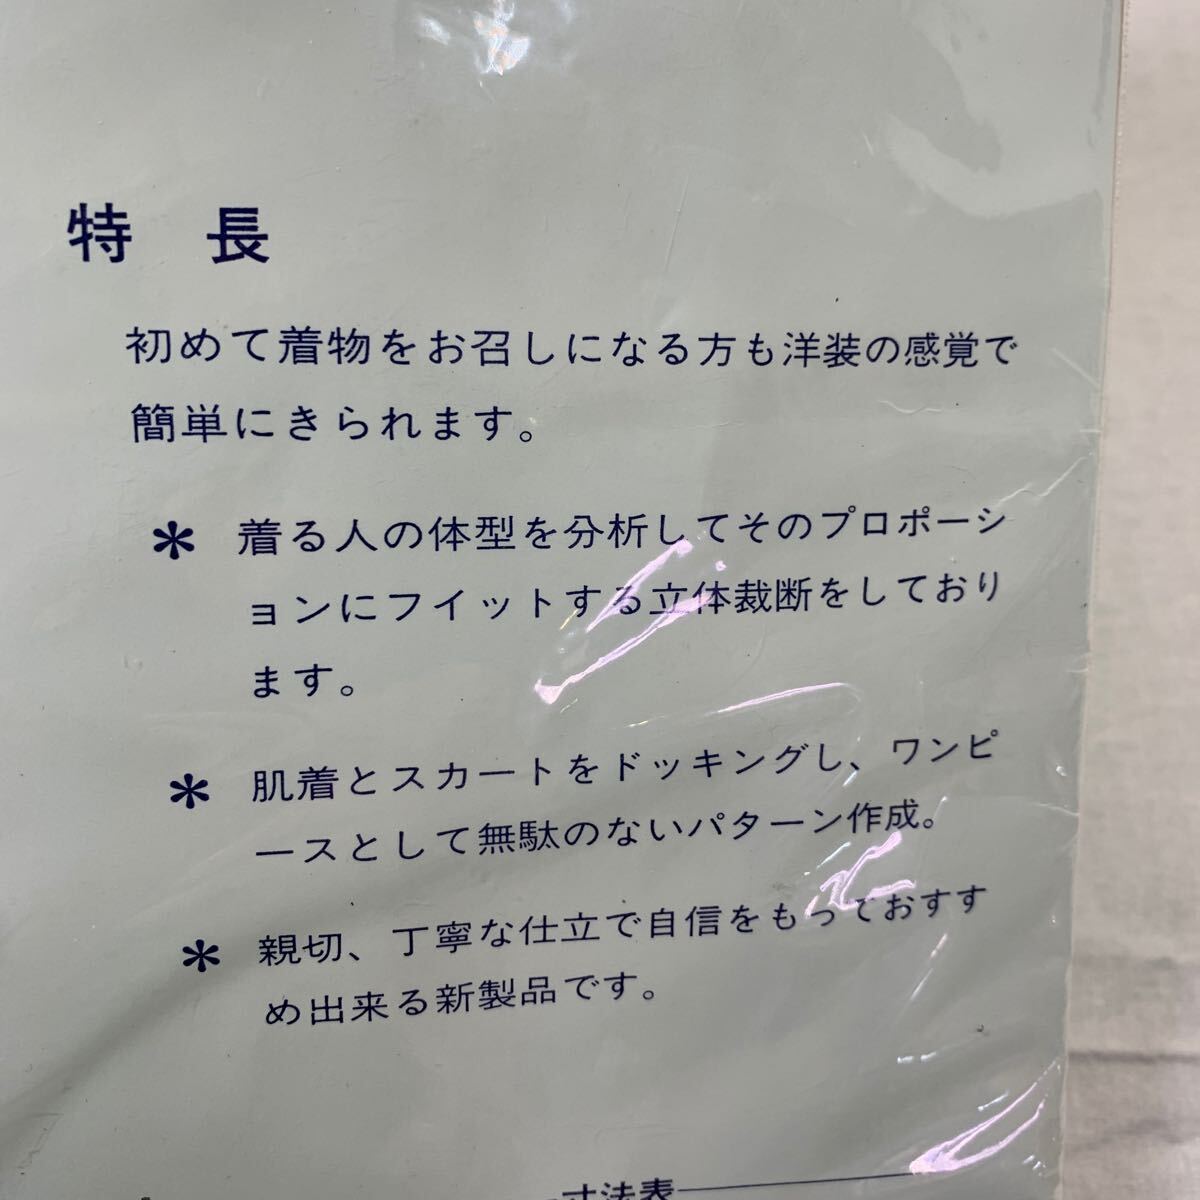 特 長
初めて着物をお召しになる方も洋装の感覚で
簡単にきられます。
* 着る人の体型を分析してそのプロポーシ
ョンにフイットする立体裁断をしており
ます。
* 肌着とスカートをドッキングし、ワンピ
ースとして無駄のないパターン作成。
* 親切、丁寧な仕立で自信をもっておすす
め出来る新製品です。
寸法表